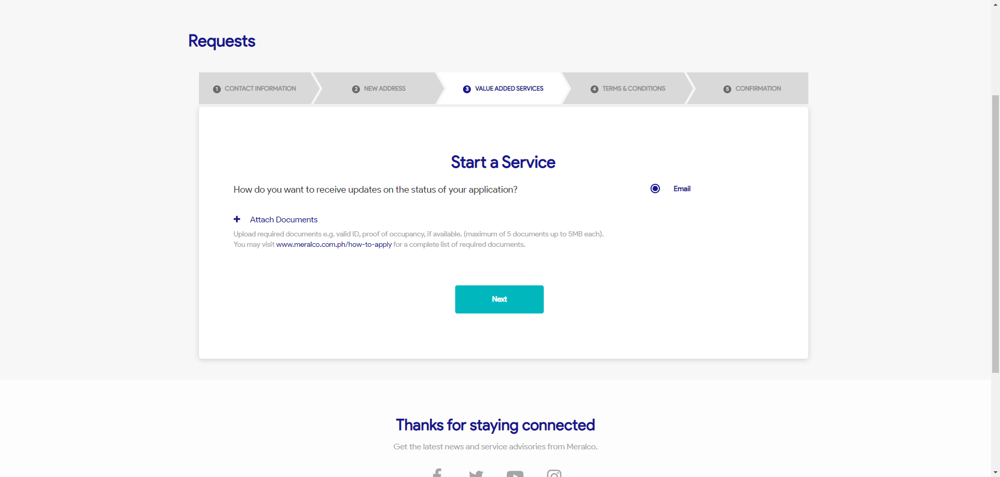 Requests
1 CONTACT INFORMATION
2 NEW ADDRESS
3 VALUE ADDED SERVICES
4 TERMS & CONDITIONS
5 CONFIRMATION
Start a Service
How do you want to receive updates on the status of your application?
Email
+ Attach Documents
Upload required documents e.g. valid ID, proof of occupancy, if available. (maximum of 5 documents up to 5MB each).
You may visit www.meralco.com.ph/how-to-apply for a complete list of required documents.
Next
Thanks for staying connected
Get the latest news and service advisories from Meralco.